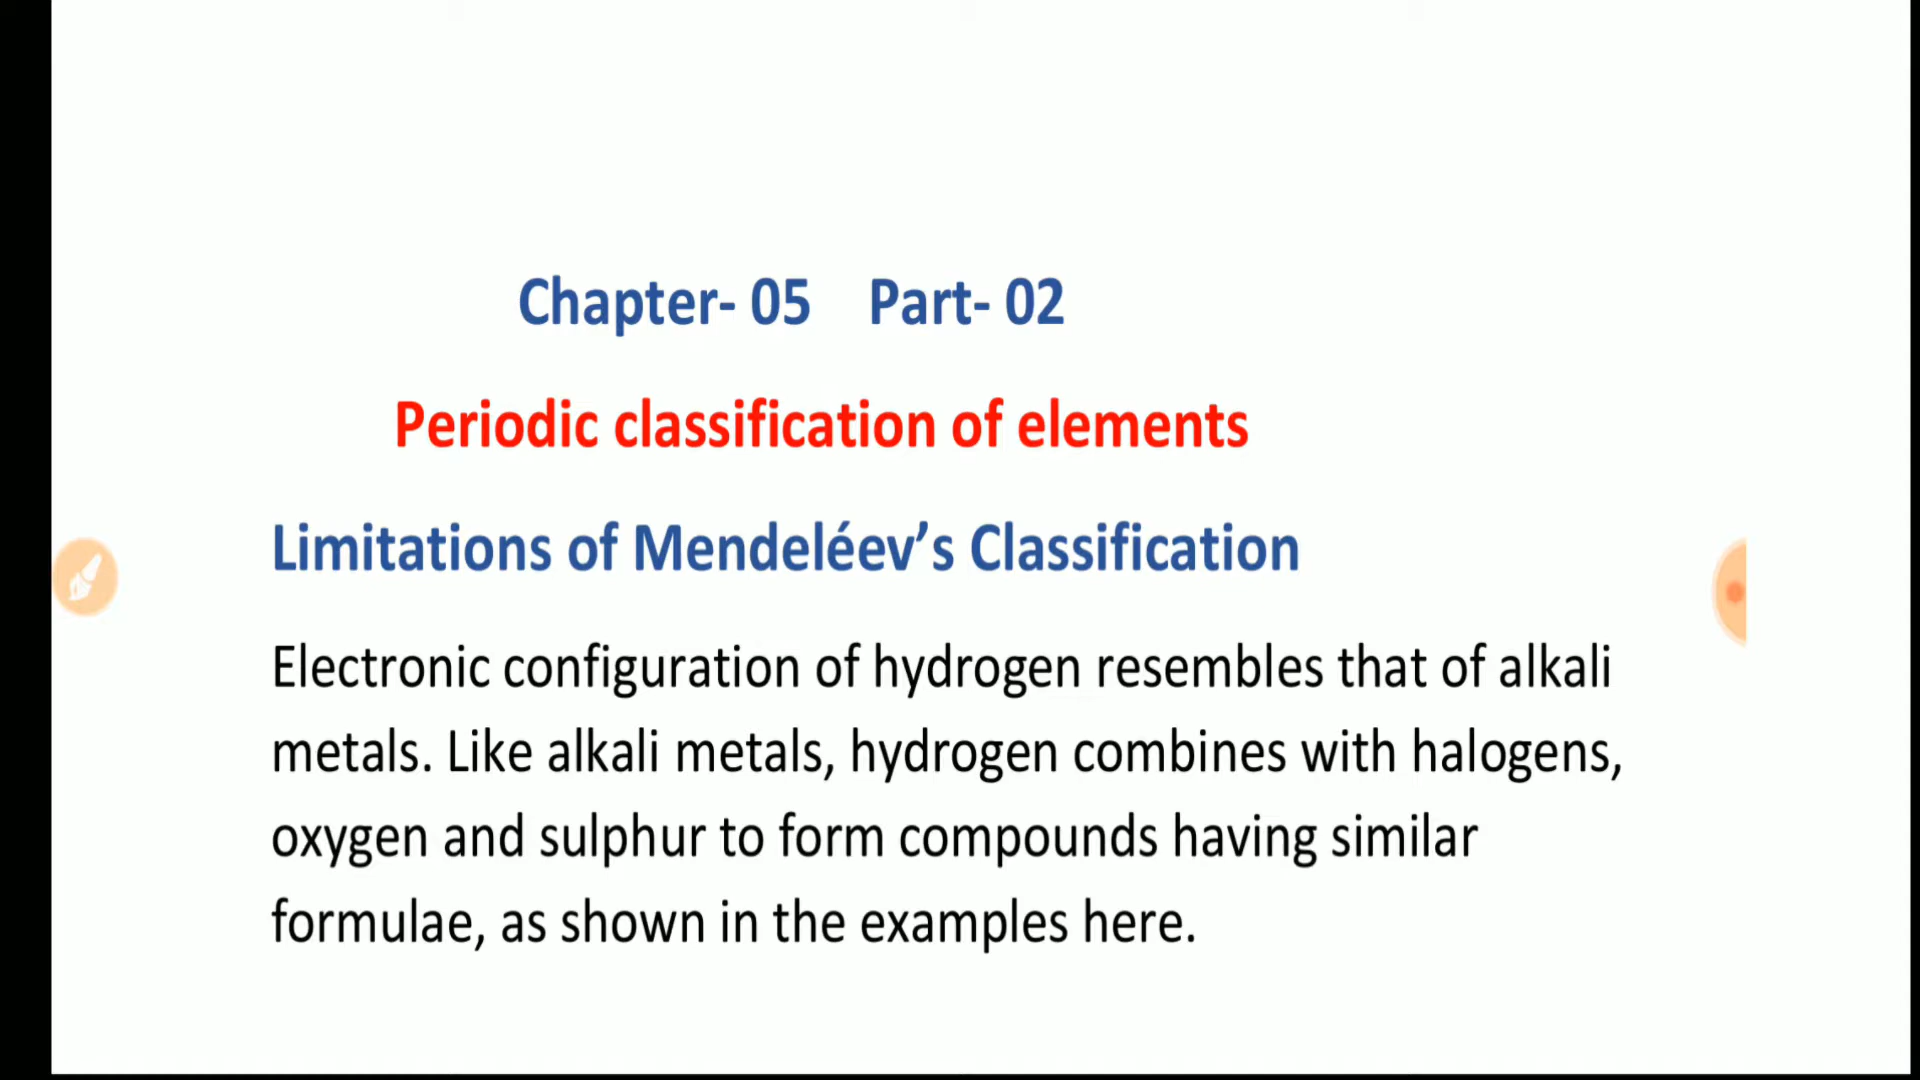 Chapter- 05 Part- 02
Periodic classification of elements
Limitations of Mendeléev’s Classification
Electronic configuration of hydrogen resembles that of alkali
metals. Like alkali metals, hydrogen combines with halogens,
oxygen and sulphur to form compounds having similar
formulae, as shown in the examples here.